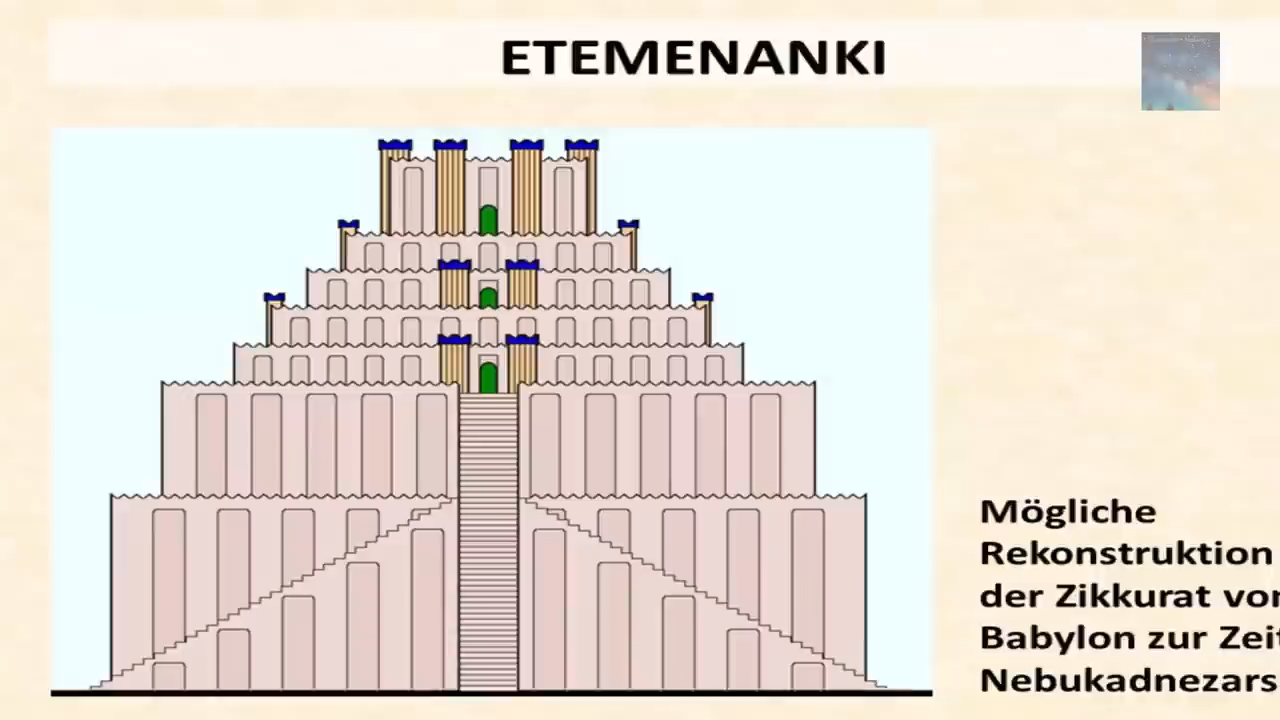 ETEMENANKI
Mögliche
Rekonstruktion
der Zikkurat
Babylon zur
Nebukadnezars